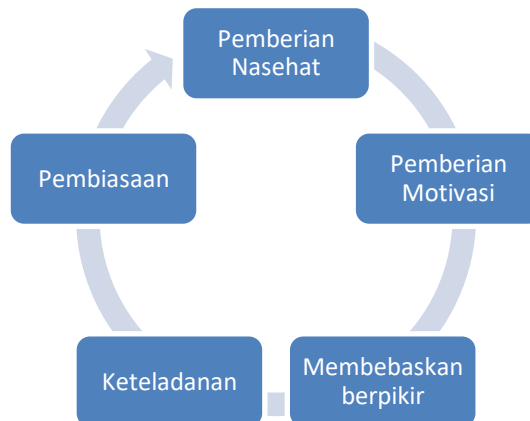 Pemberian
Nasehat
Pemberian
Motivasi
Membebaskan
berpikir
Keteladanan
Pembiasaan